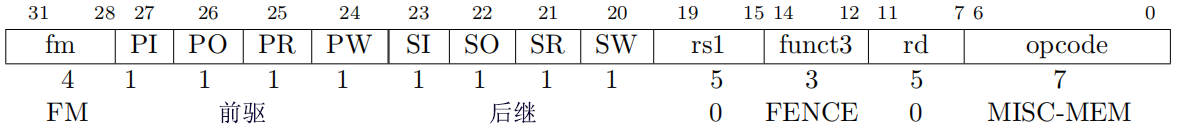 31 28 27 26 25 24 23 22 21 20 19 15 14 12 11 7 6 0
fm PI PO PR PW SI SO SR SW rs1 funct3 rd opcode
4 1 1 1 1 1 1 1 1 5 3 5 7
FM 前驱 后继 0 FENCE 0 MISC-MEM